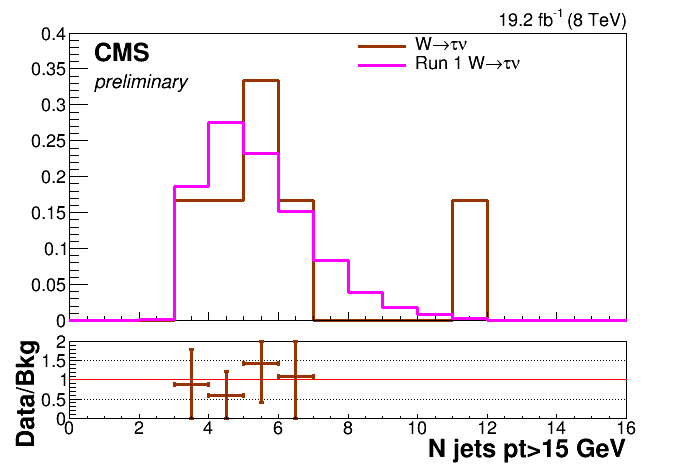 19.2 fb⁻¹ (8 TeV)
CMS
preliminary
W→τν
Run 1 W→τν
0.4
0.35
0.3
0.25
0.2
0.15
0.1
0.05
0
Data/Bkg
2
1.5
1
0.5
0
0 2 4 6 8 10 12 14 16
N jets pt>15 GeV